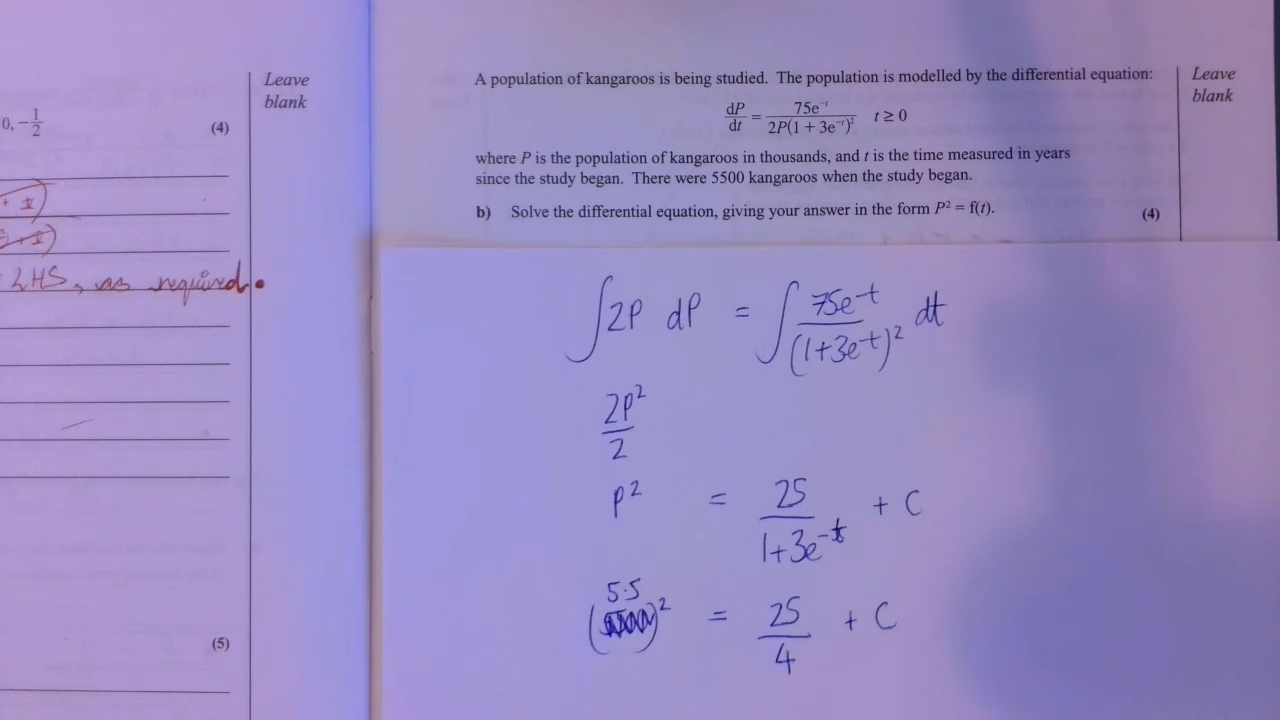 0, -1/2
(4)
+ 1)
2 + 1)
LHS, as required.
(5)
Leave
blank
A population of kangaroos is being studied. The population is modelled by the differential equation:
dP/dt = 75e^-t / 2P(1 + 3e^-t)^2 t ≥ 0
where P is the population of kangaroos in thousands, and t is the time measured in years
since the study began. There were 5500 kangaroos when the study began.
b) Solve the differential equation, giving your answer in the form P² = f(t).
(4)
Leave
blank
∫2P dP = ∫ 75e^-t / (1+3e^-t)² dt
2P²/2
P² = 25 / 1+3e^-t + C
(5.5)² = 25/4 + C